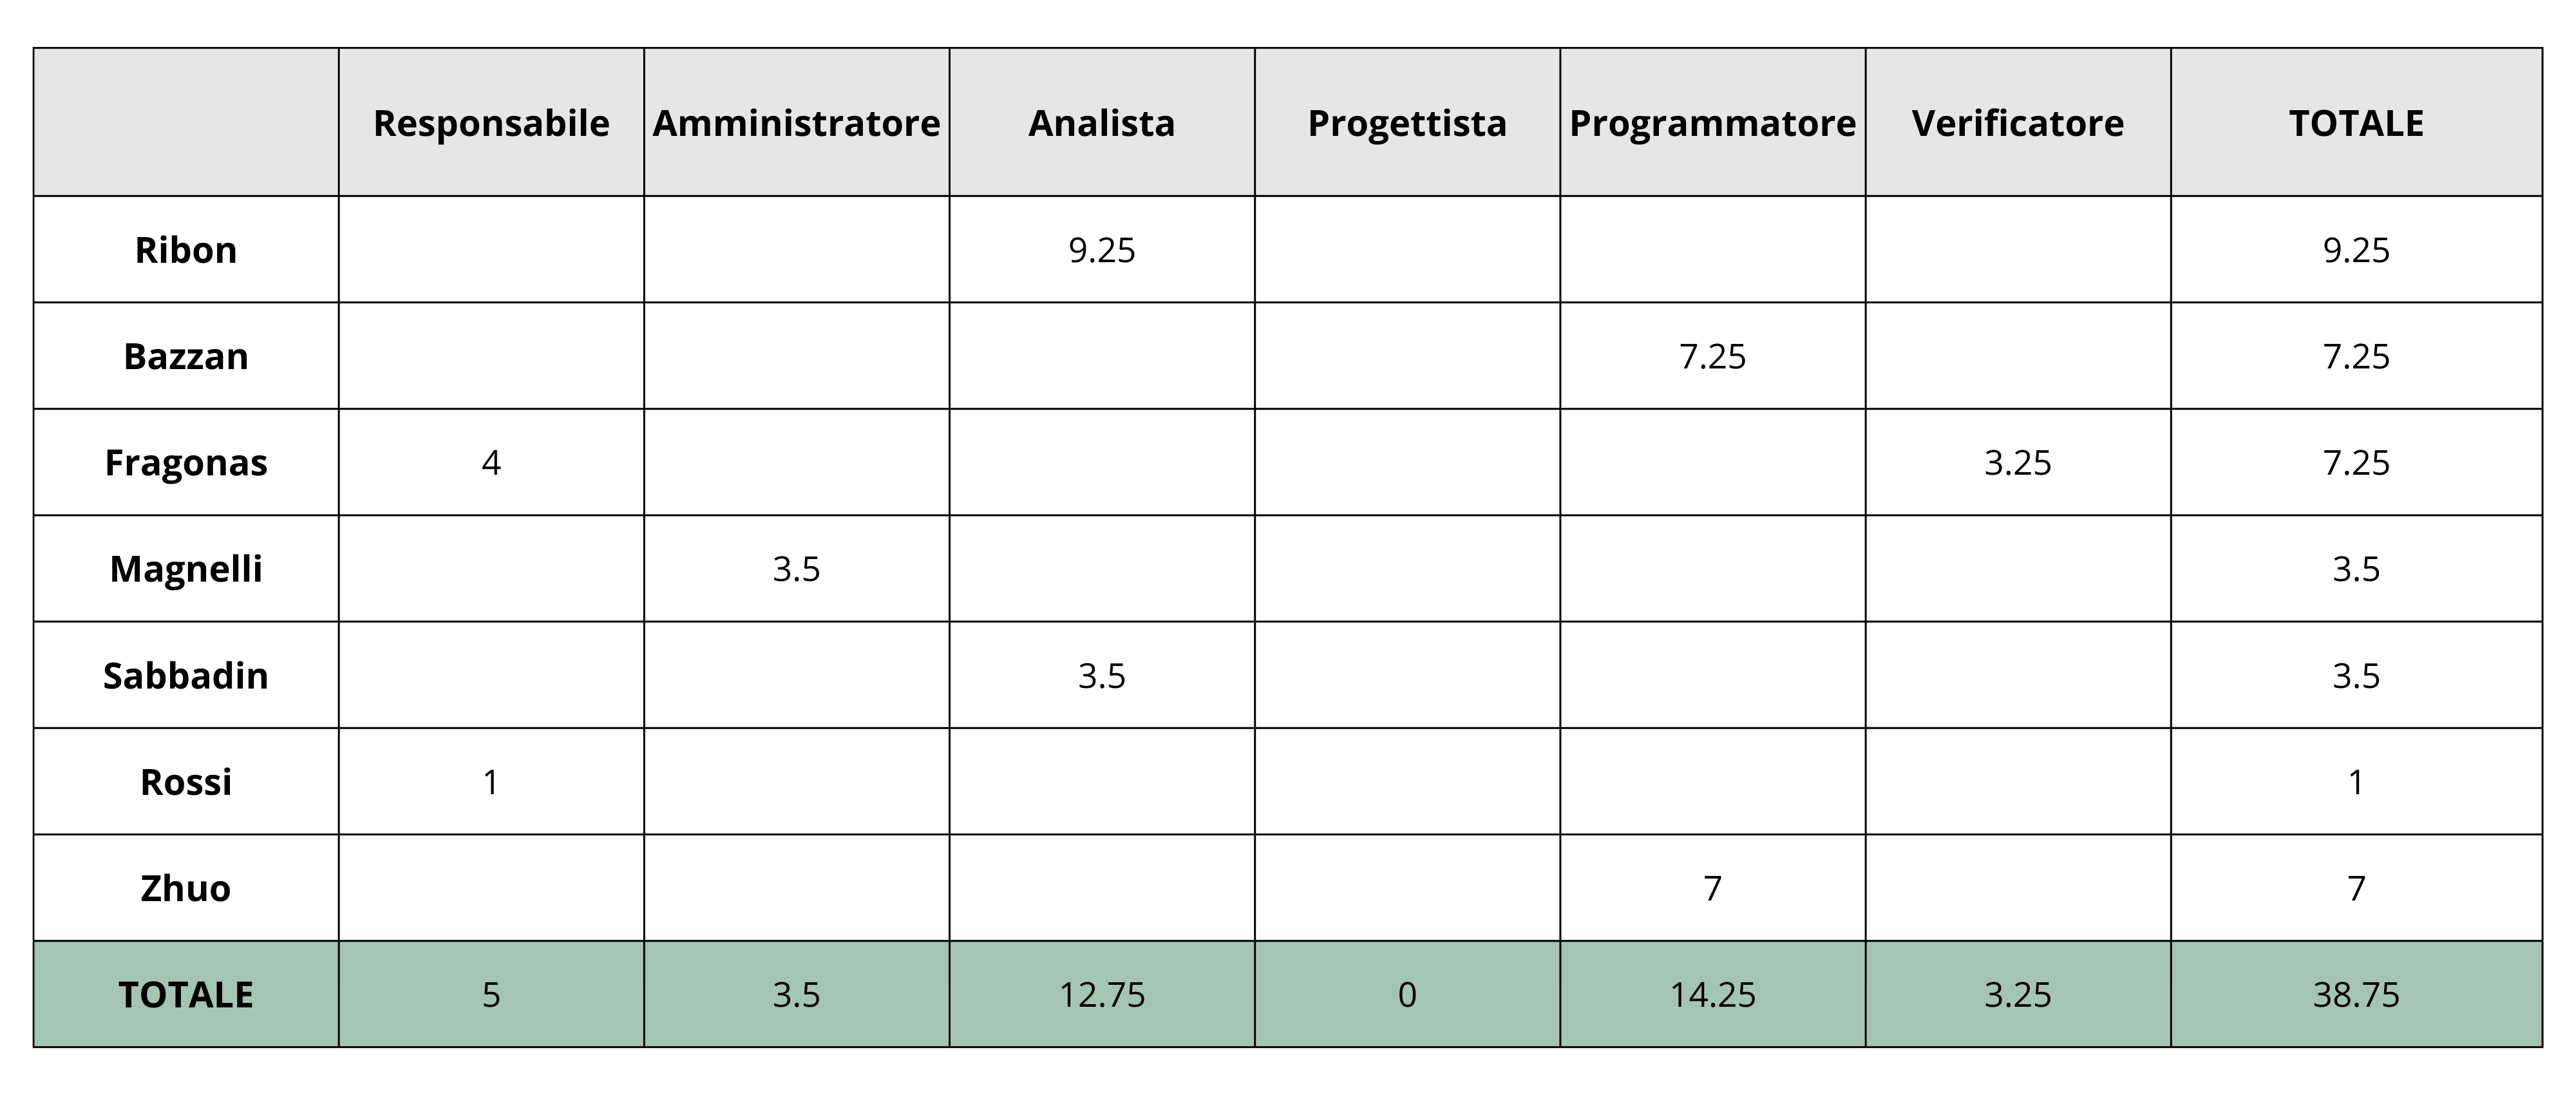 Responsabile Amministratore Analista Progettista Programmatore Verificatore TOTALE
Ribon 9.25 9.25
Bazzan 7.25 7.25
Fragonas 4 3.25 7.25
Magnelli 3.5 3.5
Sabbadin 3.5 3.5
Rossi 1 1
Zhuo 7 7
TOTALE 5 3.5 12.75 0 14.25 3.25 38.75